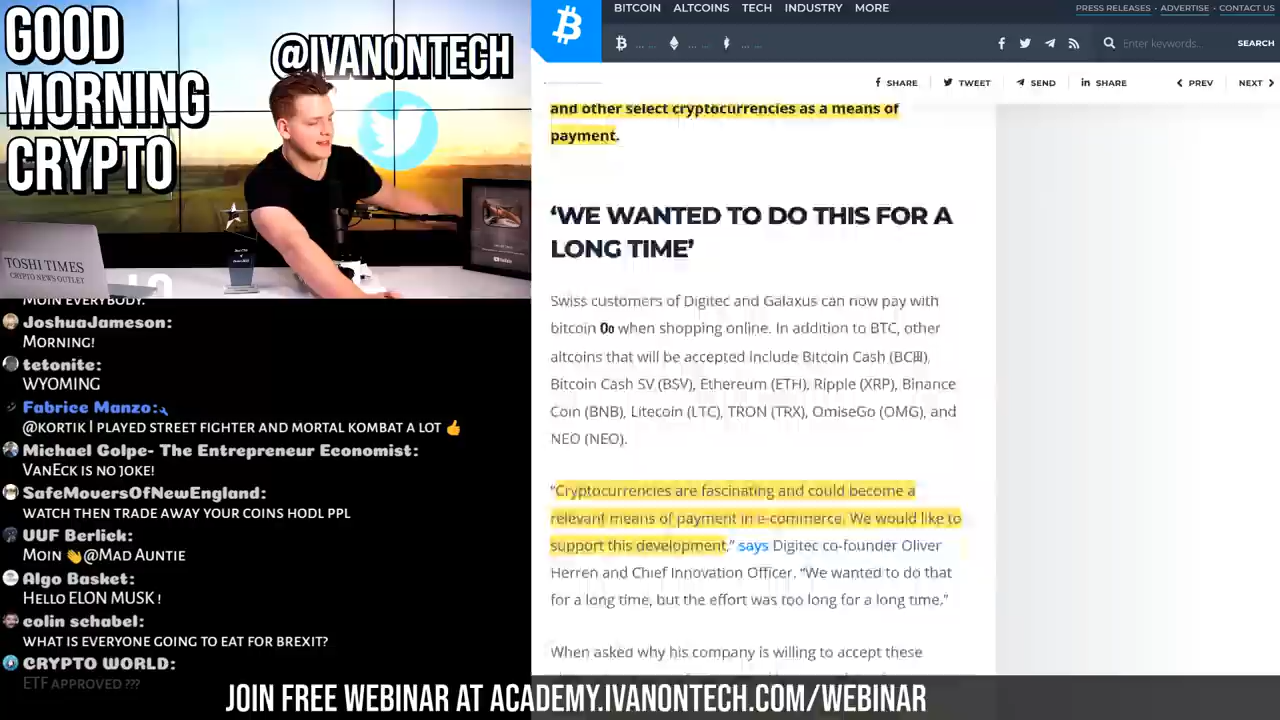 GOOD
MORNING
CRYPTO
@IVANONTECH
TOSHI TIMES
CRYPTO NEWS OUTLET
MOIN EVERYBODY.
JoshuaJameson:
MORNING!
tetonite:
WYOMING
Fabrice Manzo:
@KORTIK I PLAYED STREET FIGHTER AND MORTAL KOMBAT A LOT 👍
Michael Golpe- The Entrepreneur Economist:
VANECK IS NO JOKE!
SafeMoversOfNewEngland:
WATCH THEN TRADE AWAY YOUR COINS HODL PPL
UUF Berlick:
MOIN 👋@MAD AUNTIE
Algo Basket:
HELLO ELON MUSK !
colin schabel:
WHAT IS EVERYONE GOING TO EAT FOR BREXIT?
CRYPTO WORLD:
ETF APPROVED ???
BITCOIN ALTCOINS TECH INDUSTRY MORE
PRESS RELEASES • ADVERTISE • CONTACT US
Enter keywords... SEARCH
SHARE TWEET SEND SHARE PREV NEXT
and other select cryptocurrencies as a means of
payment.
‘WE WANTED TO DO THIS FOR A
LONG TIME’
Swiss customers of Digitec and Galaxus can now pay with
bitcoin when shopping online. In addition to BTC, other
altcoins that will be accepted include Bitcoin Cash (BCH),
Bitcoin Cash SV (BSV), Ethereum (ETH), Ripple (XRP), Binance
Coin (BNB), Litecoin (LTC), TRON (TRX), OmiseGo (OMG), and
NEO (NEO).
“Cryptocurrencies are fascinating and could become a
relevant means of payment in e-commerce. We would like to
support this development,” says Digitec co-founder Oliver
Herren and Chief Innovation Officer. “We wanted to do that
for a long time, but the effort was too long for a long time.”
When asked why his company is willing to accept these
JOIN FREE WEBINAR AT ACADEMY.IVANONTECH.COM/WEBINAR